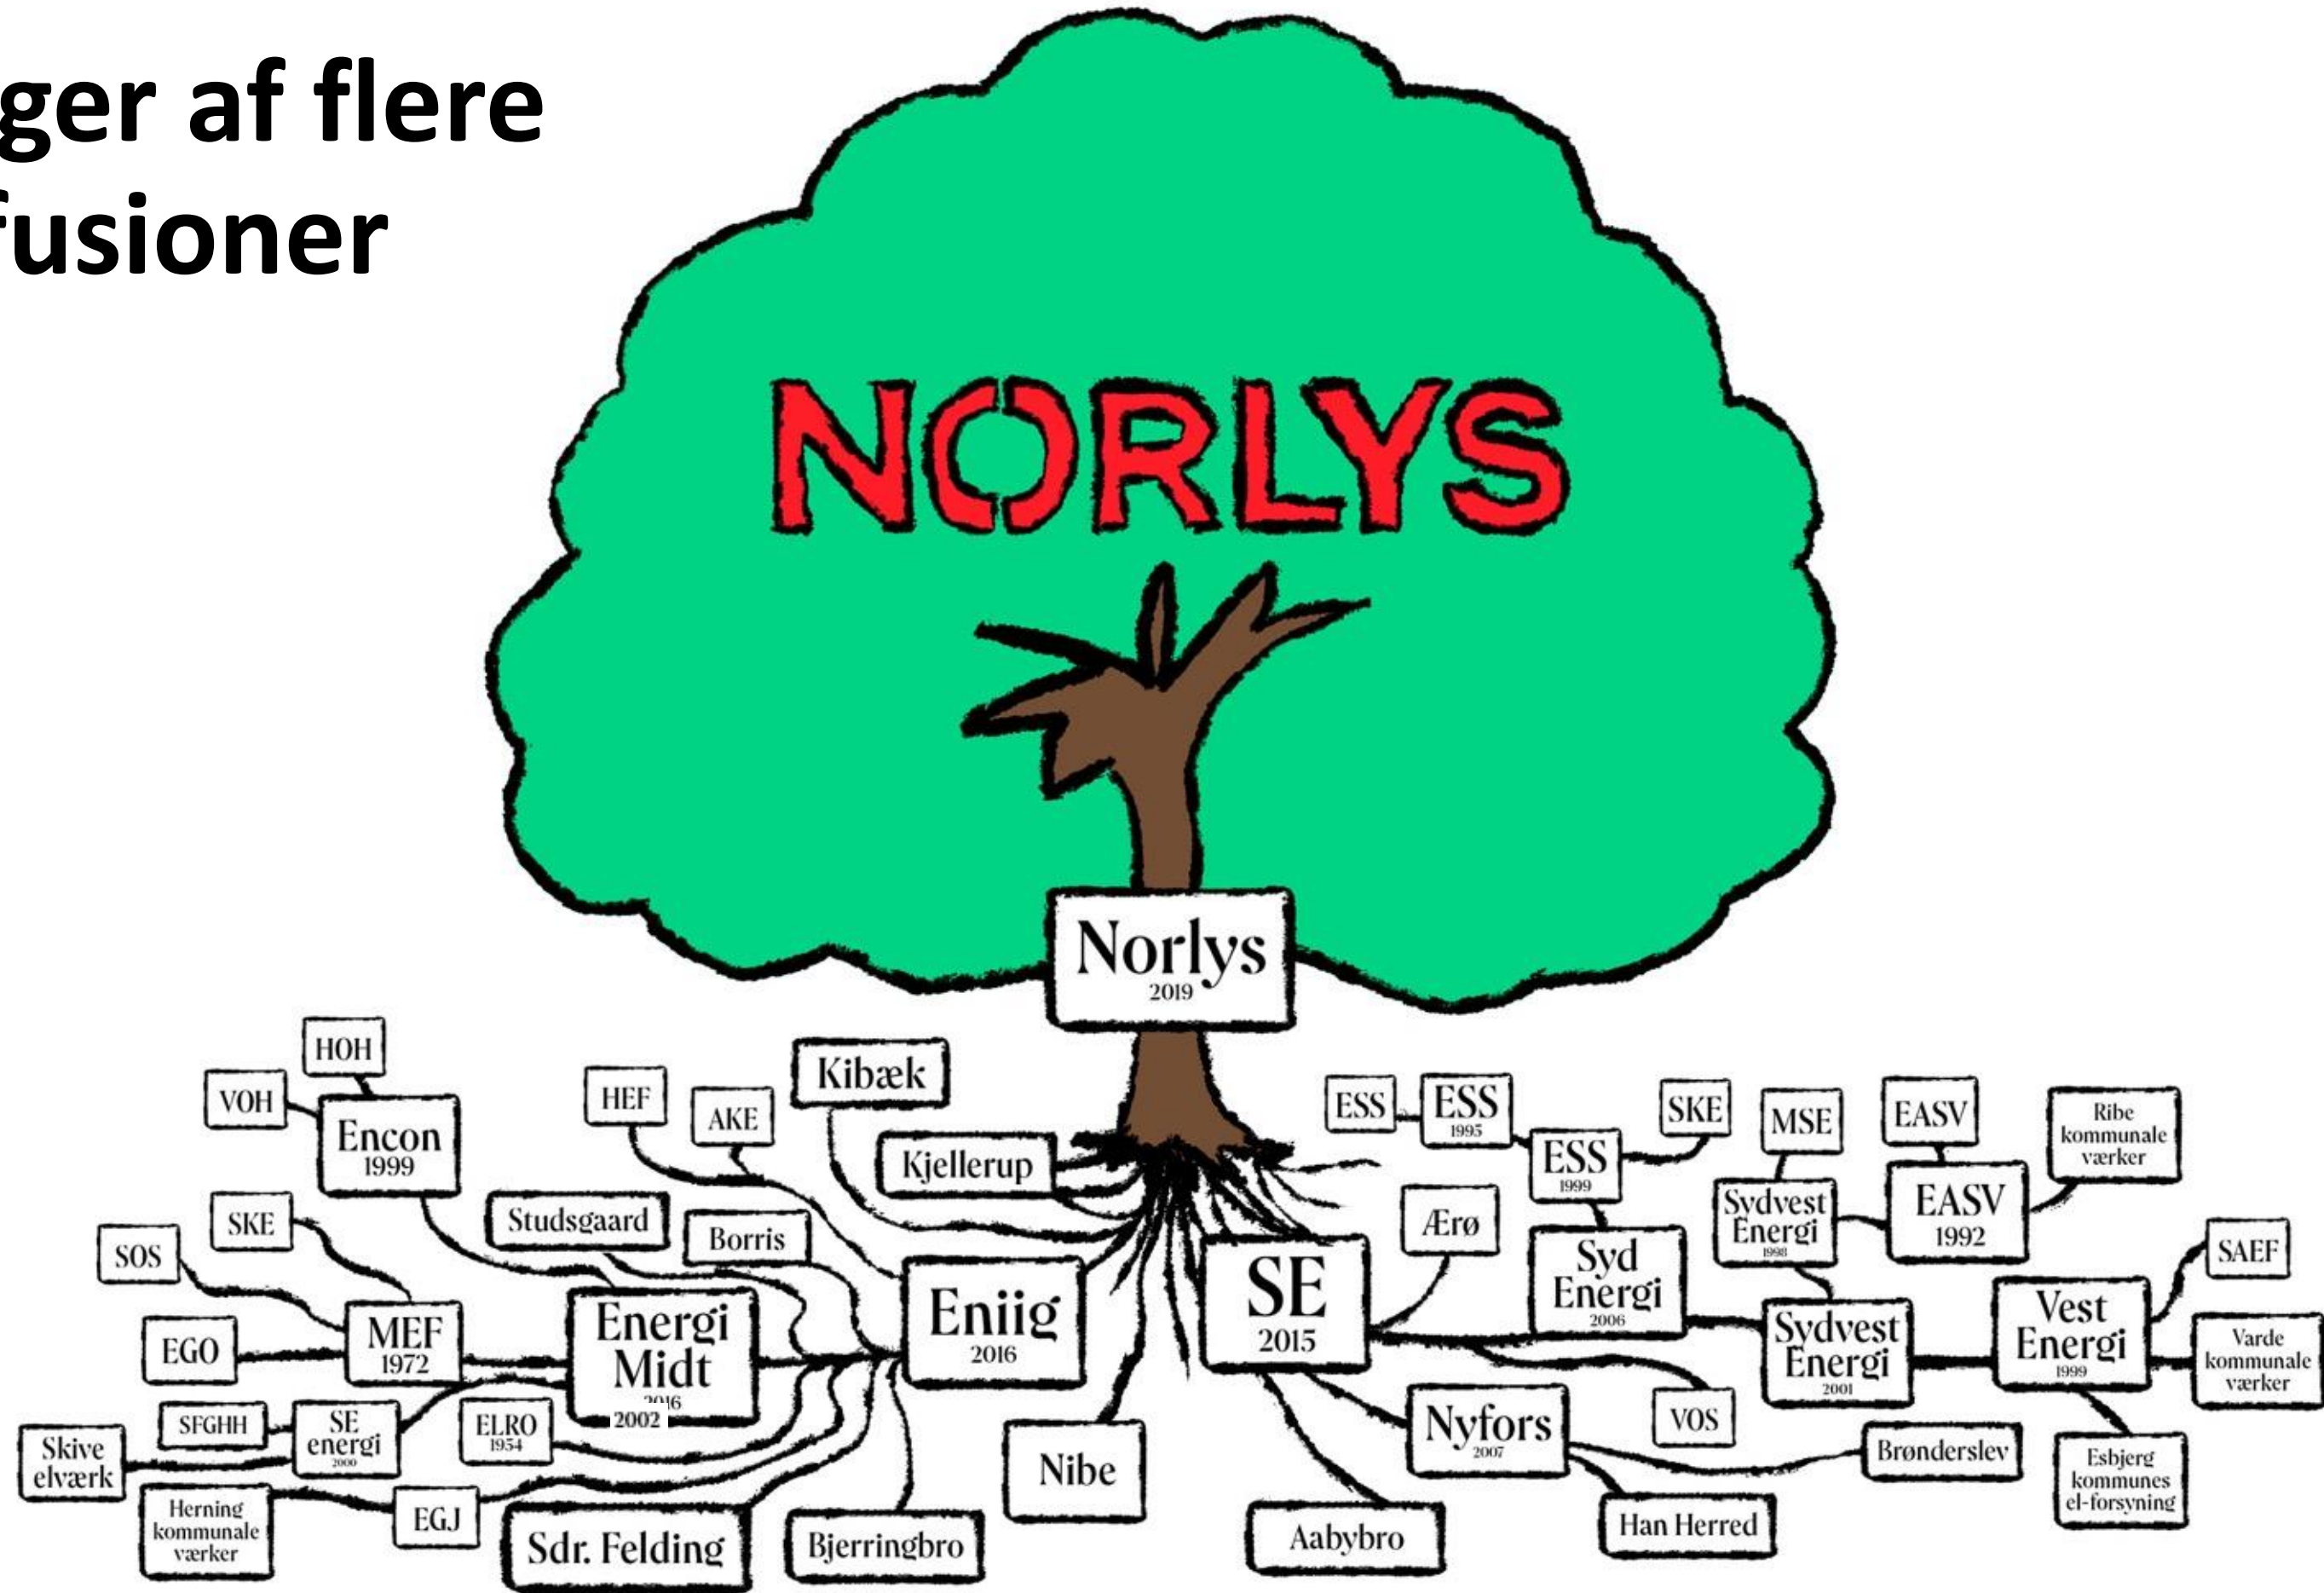 ger af flere
fusioner
NORLYS
Norlys
2019
HOH
VOH
Encon
1999
HEF
AKE
Kibæk
Kjellerup
SKE
SOS
Studsgaard
Borris
EGO
MEF
1972
Energi
Midt
2002
Eniig
2016
SFGHH
SE
energi
2000
ELRO
1954
Skive
elværk
Herning
kommunale
værker
EGJ
Sdr. Felding
Bjerringbro
Nibe
ESS
ESS
1995
ESS
1999
SKE
MSE
EASV
Ribe
kommunale
værker
Ærø
SE
2015
Syd
Energi
2006
Sydvest
Energi
1998
EASV
1992
SAEF
Sydvest
Energi
2001
Vest
Energi
1999
Varde
kommunale
værker
Nyfors
2007
VOS
Brønderslev
Esbjerg
kommunes
el-forsyning
Aabybro
Han Herred